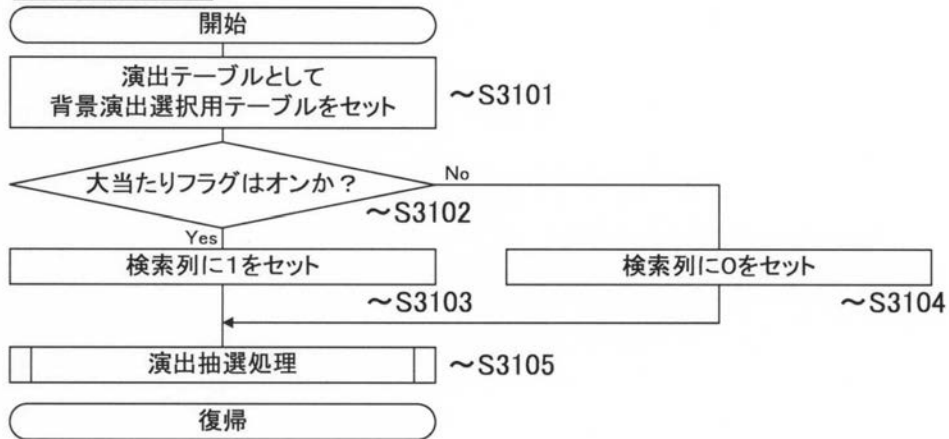 開始
演出テーブルとして
背景演出選択用テーブルをセット
～S3101
大当たりフラグはオンか？
No
～S3102
Yes
検索列に1をセット
検索列に0をセット
～S3103
～S3104
演出抽選処理
～S3105
復帰